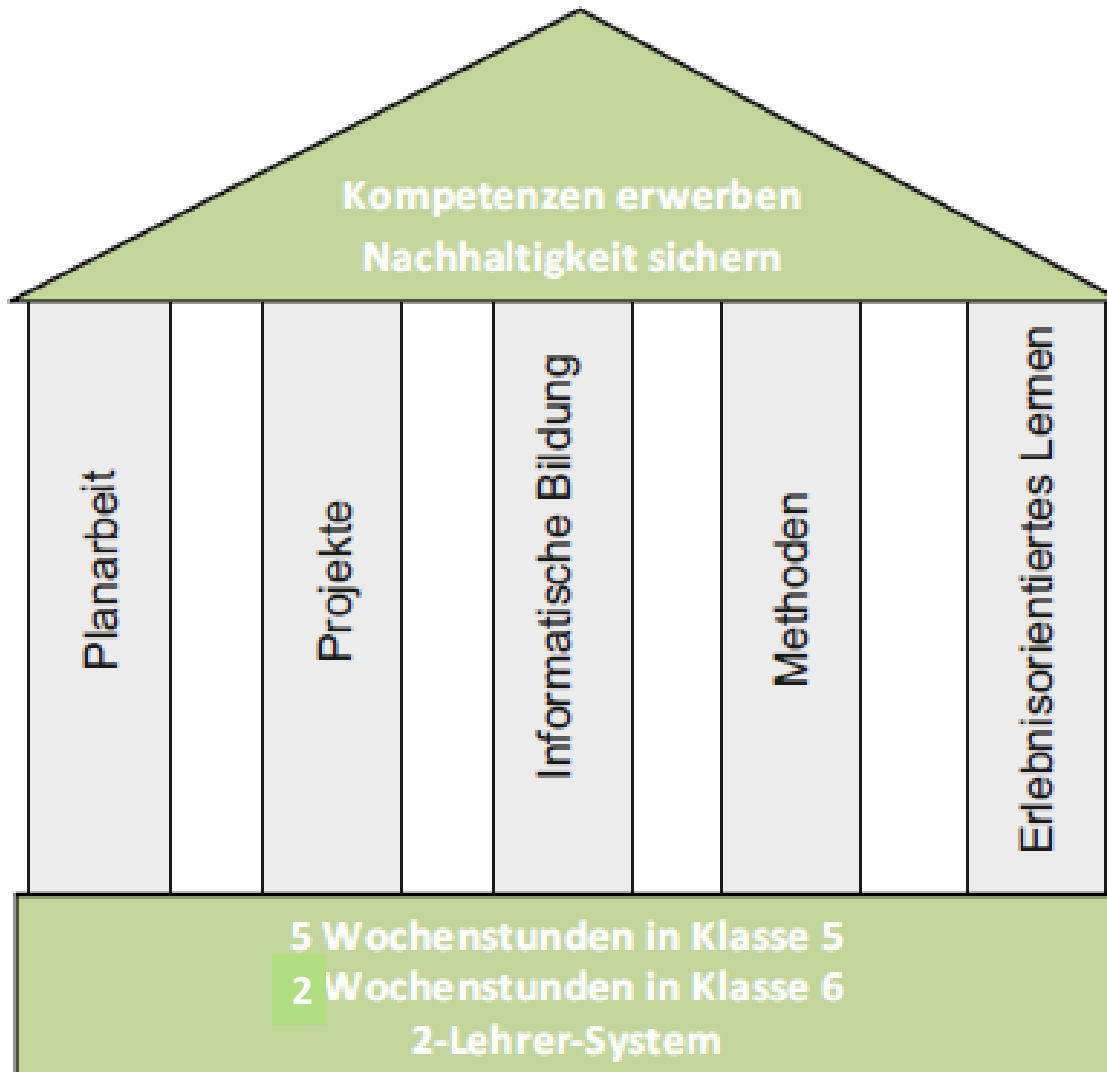 Kompetenzen erwerben
Nachhaltigkeit sichern
Planarbeit
Projekte
Informatische Bildung
Methoden
Erlebnisorientiertes Lernen
5 Wochenstunden in Klasse 5
2 Wochenstunden in Klasse 6
2-Lehrer-System